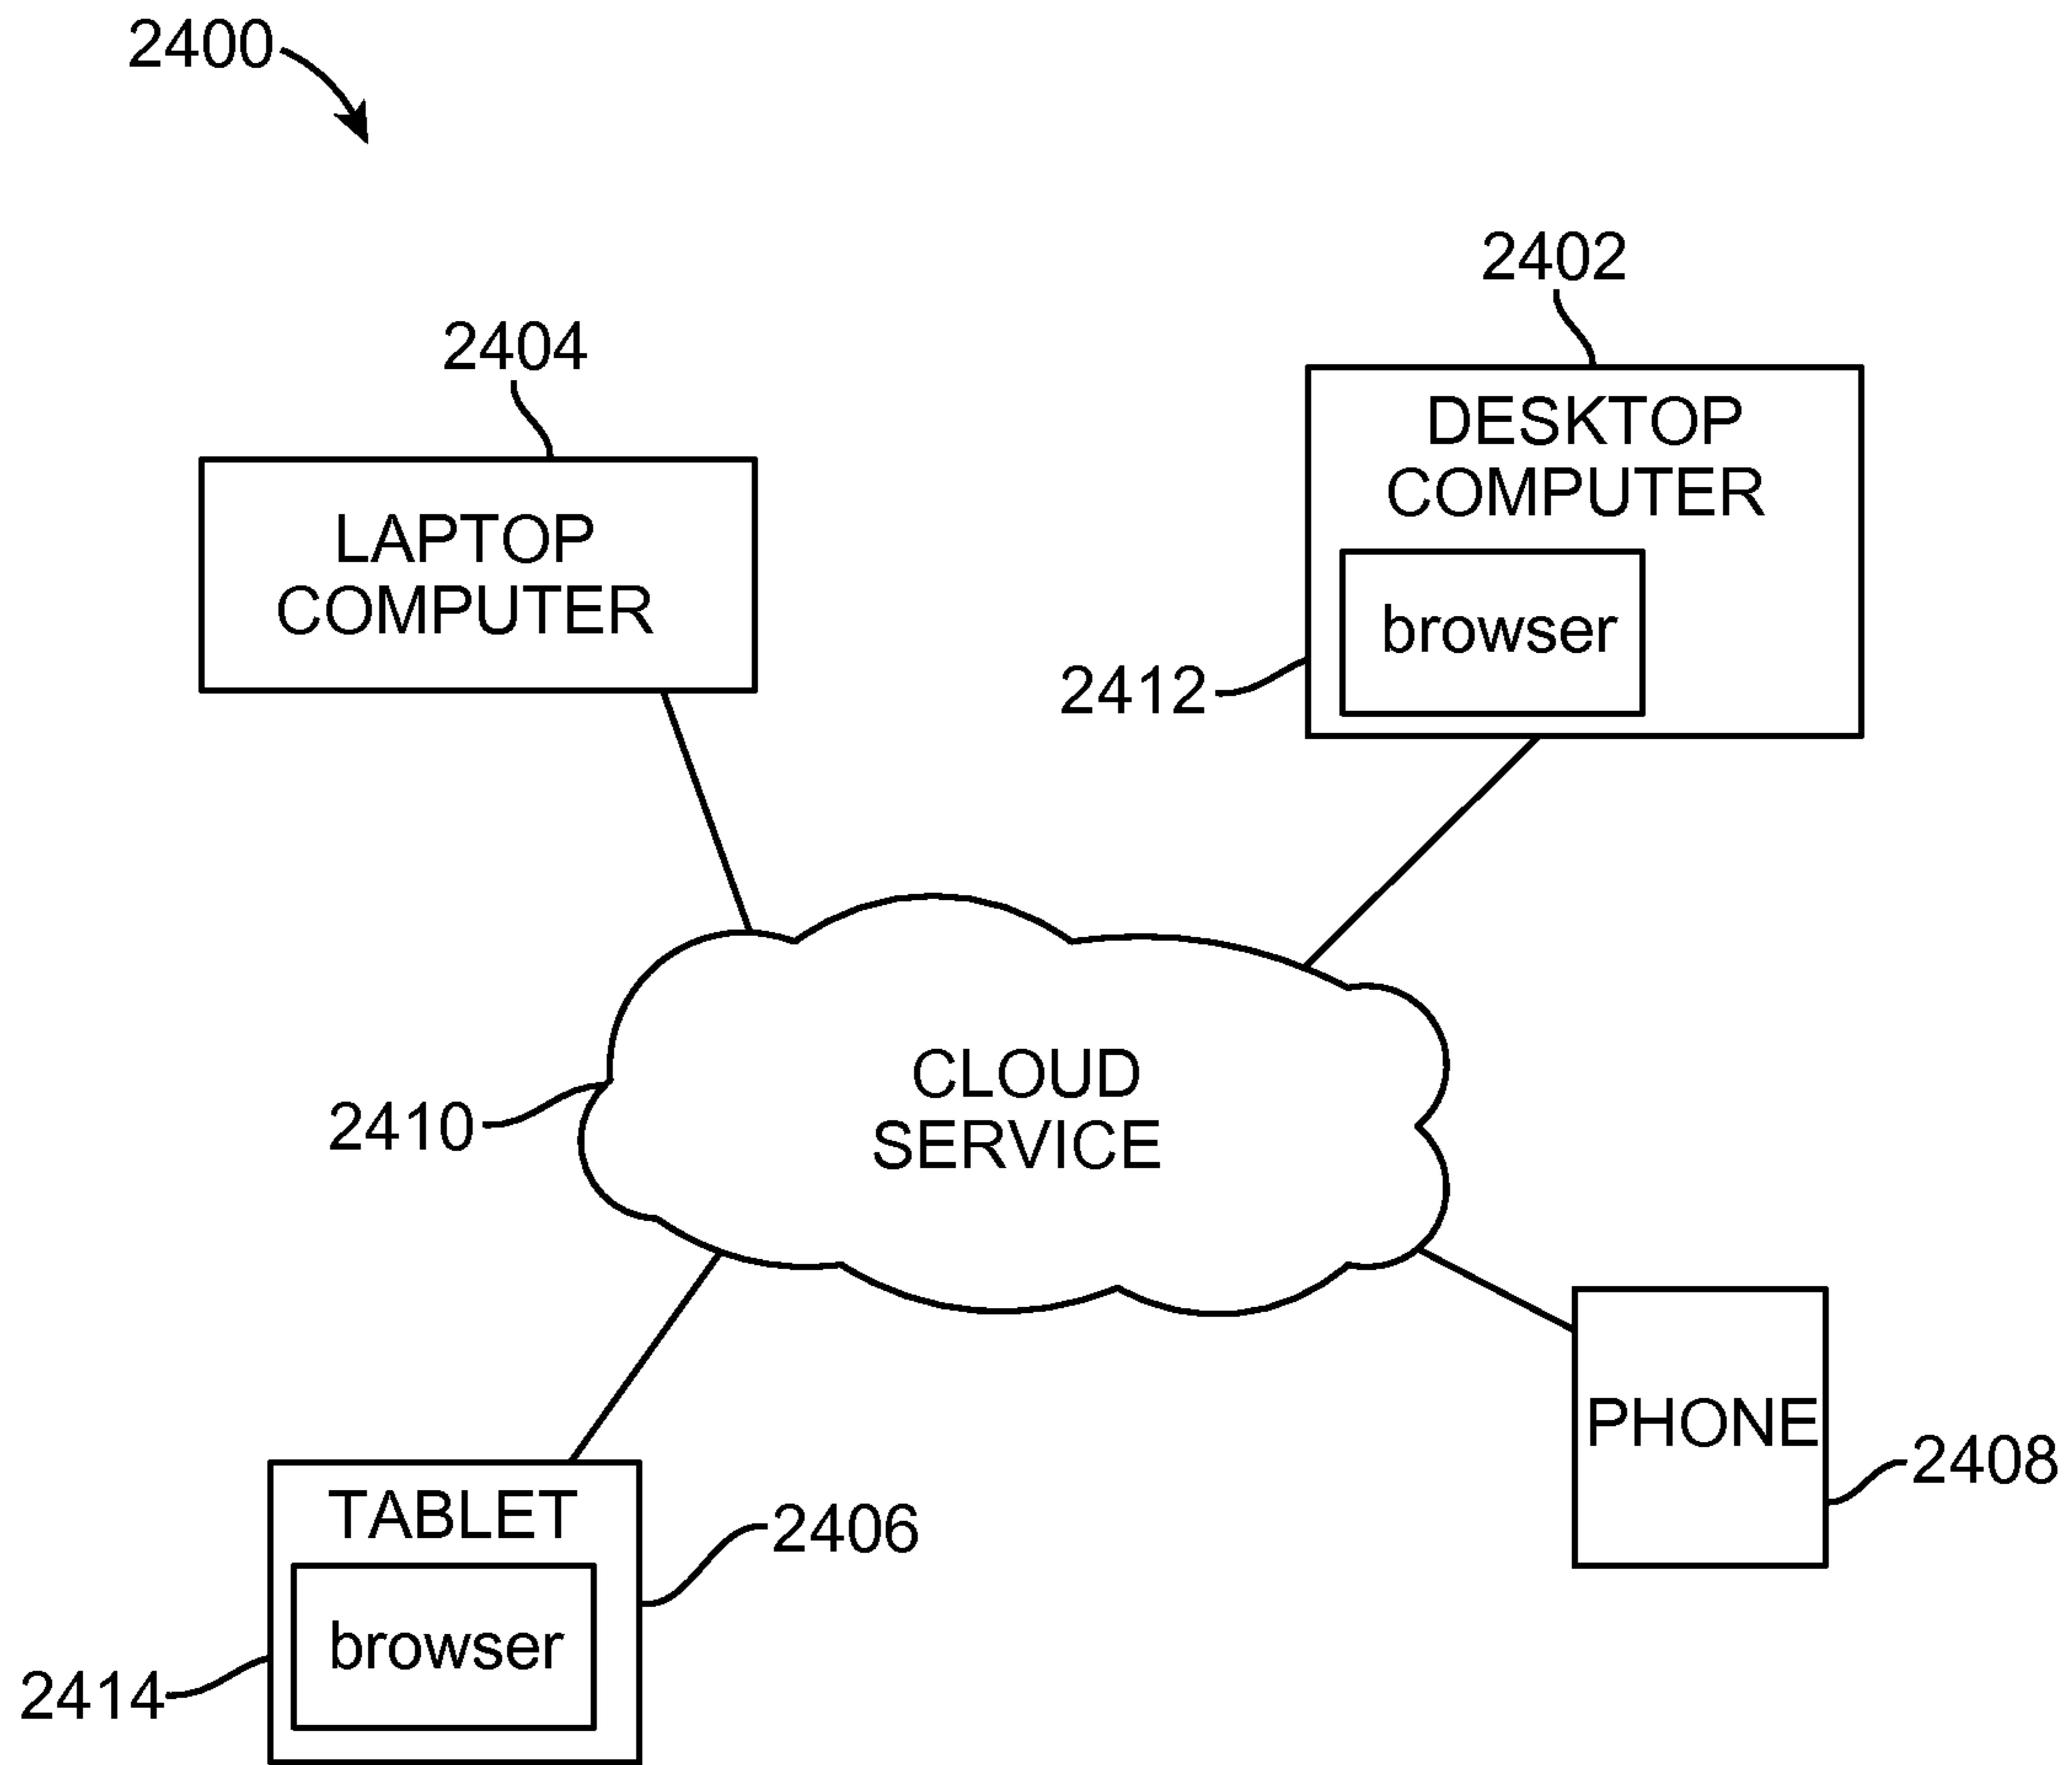 2400
2402
2404
DESKTOP
COMPUTER
LAPTOP
COMPUTER
browser
2412
CLOUD
SERVICE
2410
PHONE
2408
TABLET
2406
browser
2414